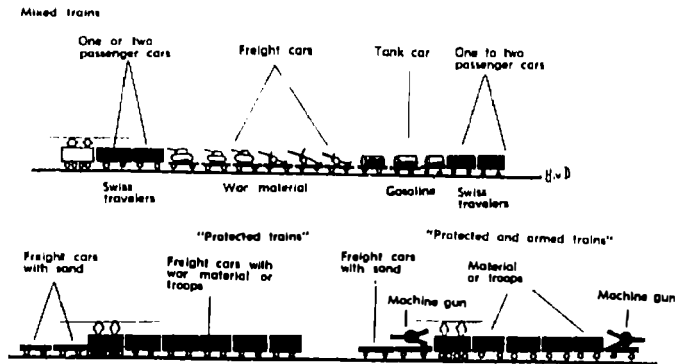 Mixed trains
One or two
passenger cars
Freight cars
Tank car
One to two
passenger cars
Swiss
travelers
War material
Gasoline
Swiss
travelers
"Protected trains"
Freight cars
with sand
Freight cars with
war material or
troops
"Protected and armed trains"
Freight cars
with sand
Material
or troops
Machine gun
Machine gun